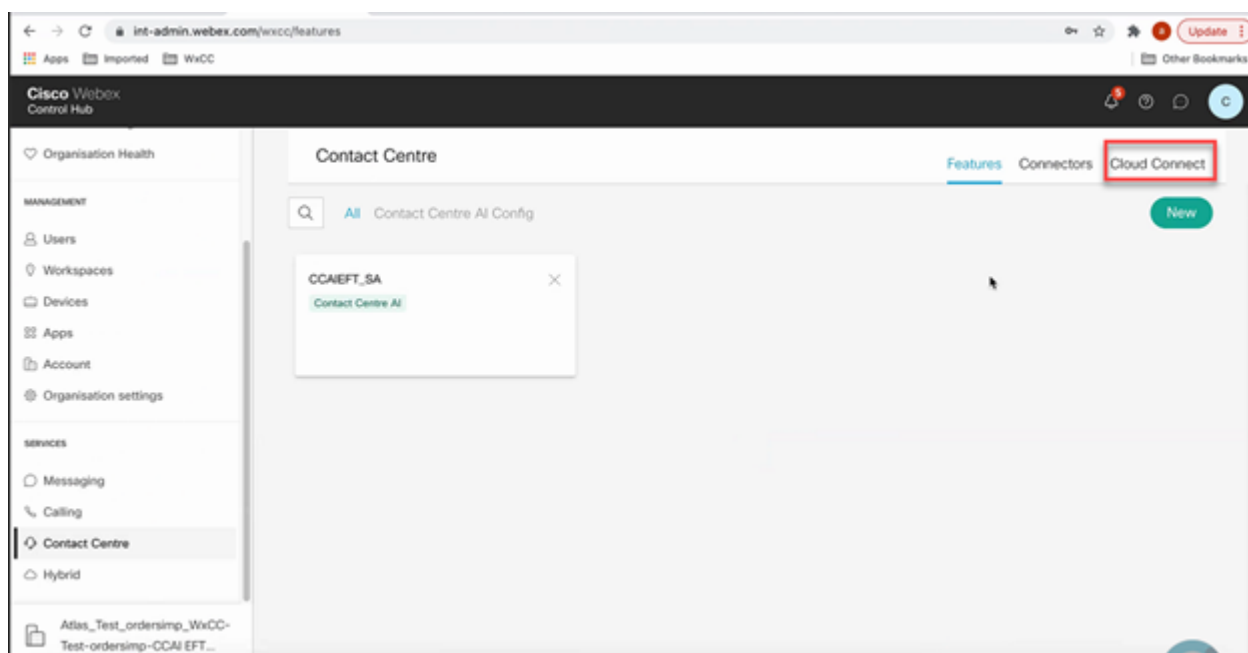 int-admin.webex.com/wxcc/features
Update
Apps Imported WxCC
Other Bookmarks
Cisco Webex
Control Hub
5
C
Organisation Health
MANAGEMENT
Users
Workspaces
Devices
Apps
Account
Organisation settings
SERVICES
Messaging
Calling
Contact Centre
Hybrid
Atlas_Test_ordersimp_WxCC-
Test-ordersimp-CCAI EFT...
Contact Centre
Features Connectors Cloud Connect
All Contact Centre AI Config
New
CCAIEFT_SA
Contact Centre AI